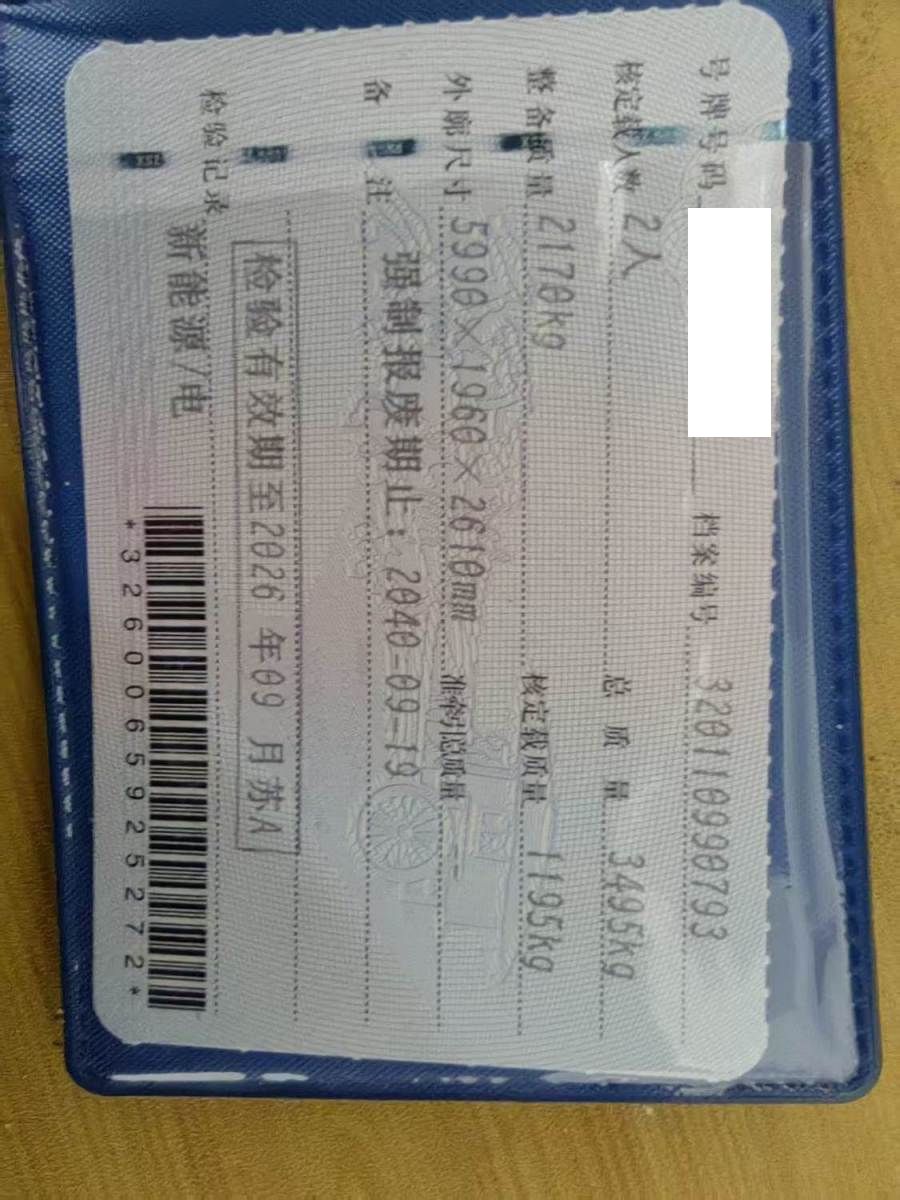 号牌号码 档案编号 320110990793
核定载人数 2人 总质量 3495kg
整备质量 2170kg 核定载质量 1195kg
外廓尺寸 5990×1960×2610mm 准牵引总质量 --
备注 强制报废期止:2040-09-19
检验有效期至2026年09月苏A
检验记录
新能源/电
*3260065925272*